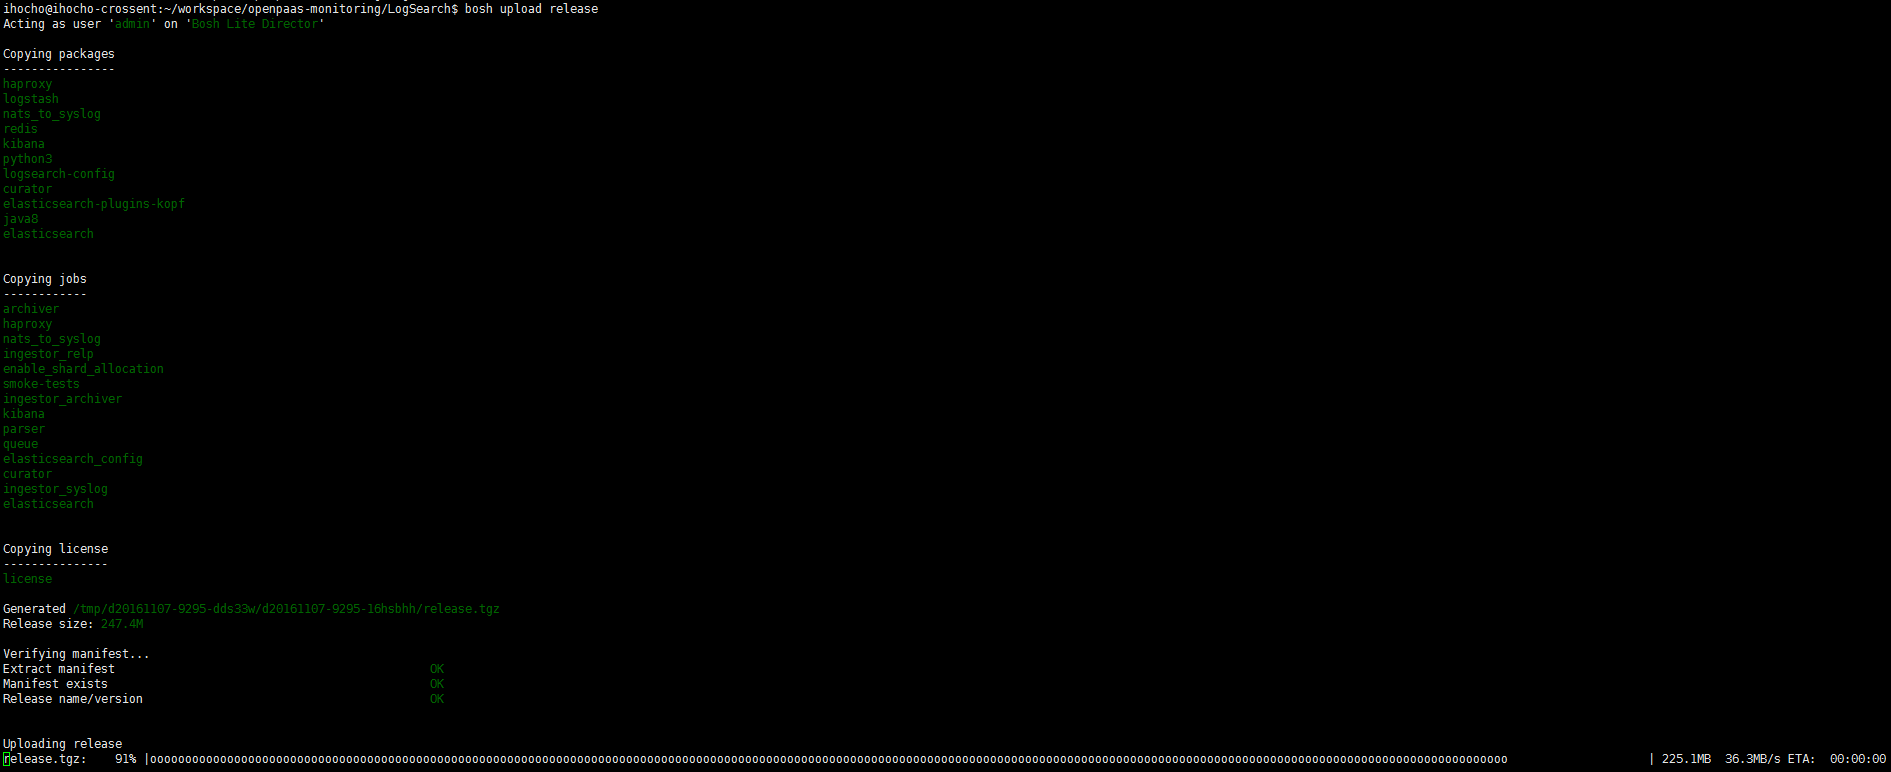 ihocho@ihocho-crossent:~/workspace/openpaas-monitoring/LogSearch$ bosh upload release
Acting as user 'admin' on 'Bosh Lite Director'
Copying packages
----------------
haproxy
logstash
nats_to_syslog
redis
kibana
python3
logsearch-config
curator
elasticsearch-plugins-kopf
java8
elasticsearch
Copying jobs
------------
archiver
haproxy
nats_to_syslog
ingestor_relp
enable_shard_allocation
smoke-tests
ingestor_archiver
kibana
parser
queue
elasticsearch_config
curator
ingestor_syslog
elasticsearch
Copying license
---------------
license
Generated /tmp/d20161107-9295-dds33w/d20161107-9295-16hsbhh/release.tgz
Release size: 247.4M
Verifying manifest...
Extract manifest OK
Manifest exists OK
Release name/version OK
Uploading release
release.tgz: 91% |oooooooooooooooooooooooooooooooooooooooooooooooooooooooooooooooooooooooooooooooooooooooooooooooooooooooooooooooooooooooooooooooooooooooooooooooooooooooooooooooooooooooooooooooooooooooooooooooooo | 225.1MB 36.3MB/s ETA: 00:00:00